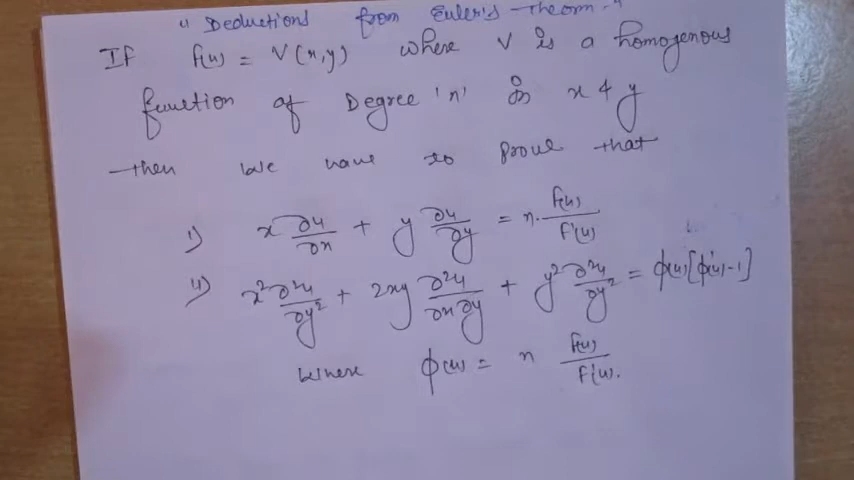 " Deductions from Euler's Theorm."
If f(u) = V(x,y) where V is a homogenous
function of Degree 'n' in x & y
then we have to prove that
i) x ∂u/∂x + y ∂u/∂y = n. f(u)/f'(u)
ii) x² ∂²u/∂y² + 2xy ∂²u/∂x∂y + y² ∂²u/∂y² = φ(u)[φ'(u)-1]
where φ(u) = n f(u)/f'(u).